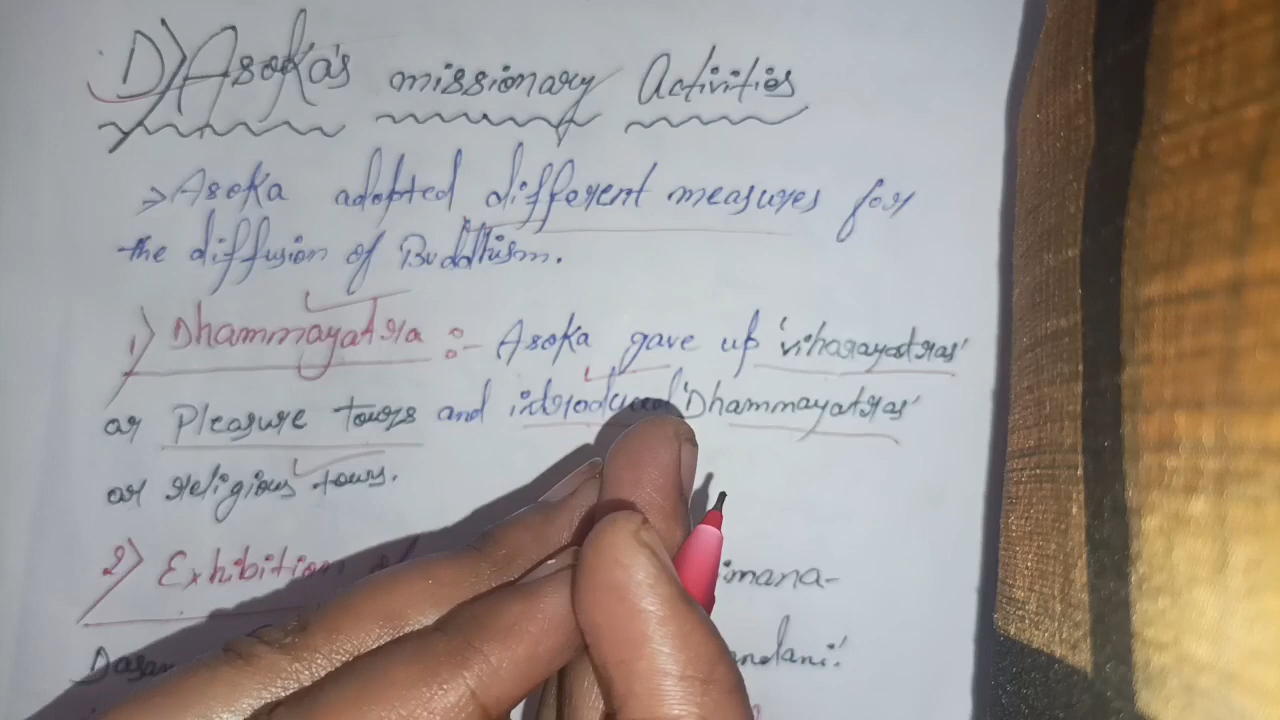 D) Asoka's missionary Activities
> Asoka adopted different measures for
the diffusion of Buddhism.
1) Dhammayatra :- Asoka gave up 'viharayatras'
or Pleasure tours and introduced 'Dhammayatras'
or religious tours.
2) Exhibition